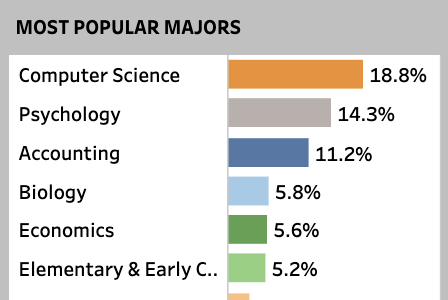 MOST POPULAR MAJORS
Computer Science 18.8%
Psychology 14.3%
Accounting 11.2%
Biology 5.8%
Economics 5.6%
Elementary & Early C.. 5.2%